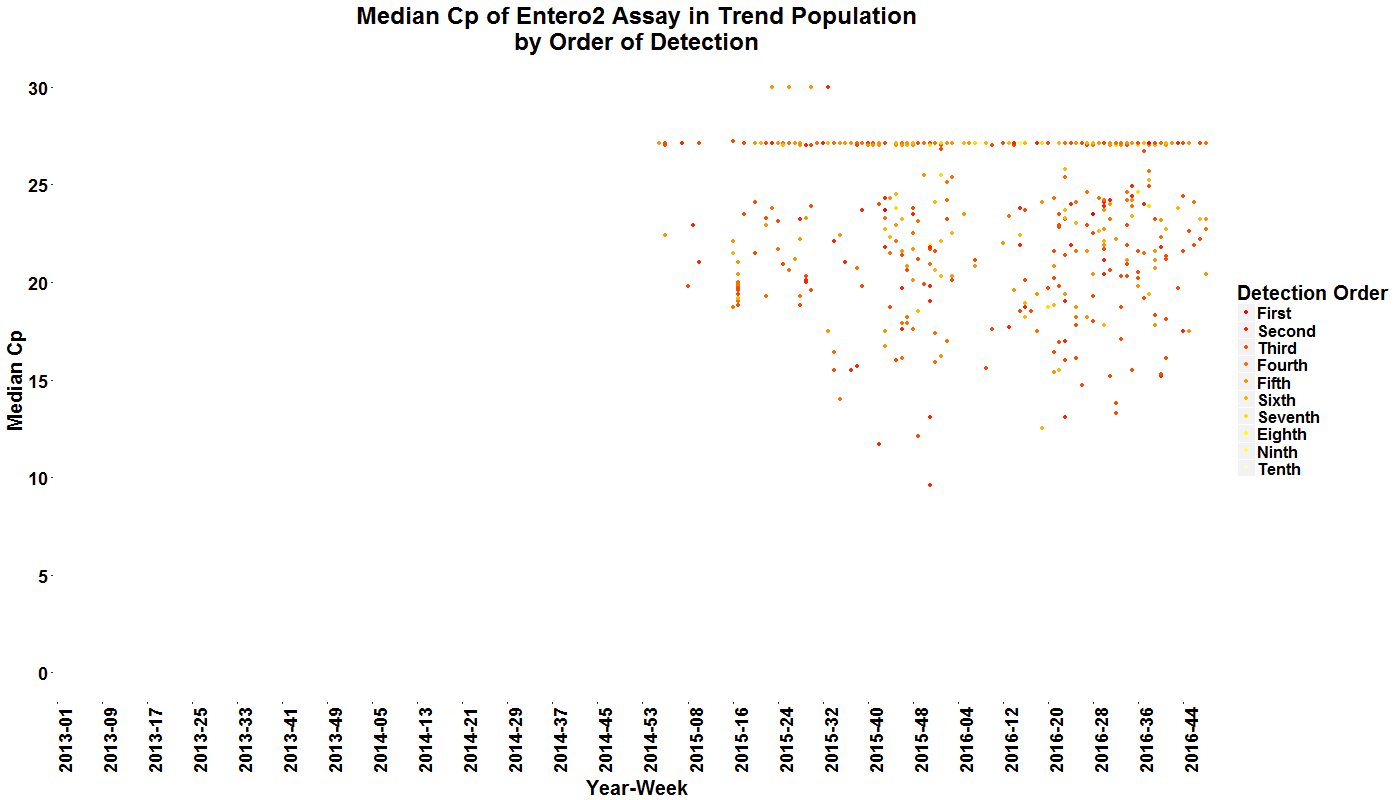 Median Cp of Entero2 Assay in Trend Population
by Order of Detection
Median Cp
30
25
20
15
10
5
0
2013-01
2013-09
2013-17
2013-25
2013-33
2013-41
2013-49
2014-05
2014-13
2014-21
2014-29
2014-37
2014-45
2014-53
2015-08
2015-16
2015-24
2015-32
2015-40
2015-48
2016-04
2016-12
2016-20
2016-28
2016-36
2016-44
Year-Week
Detection Order
First
Second
Third
Fourth
Fifth
Sixth
Seventh
Eighth
Ninth
Tenth